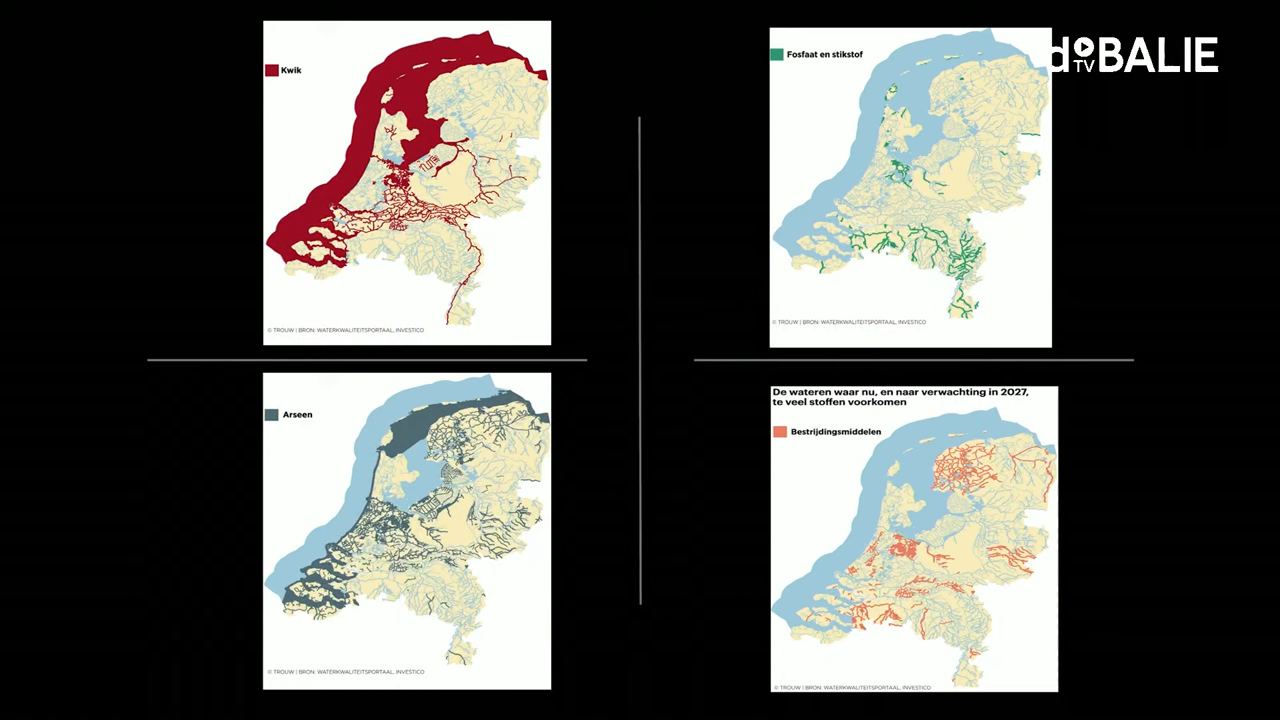 Kwik
© TROUW | BRON: WATERKWALITEITSPORTAAL, INVESTICO
Fosfaat en stikstof
de BALIE
TV
© TROUW | BRON: WATERKWALITEITSPORTAAL, INVESTICO
Arseen
© TROUW | BRON: WATERKWALITEITSPORTAAL, INVESTICO
De wateren waar nu, en naar verwachting in 2027,
te veel stoffen voorkomen
Bestrijdingsmiddelen
© TROUW | BRON: WATERKWALITEITSPORTAAL, INVESTICO